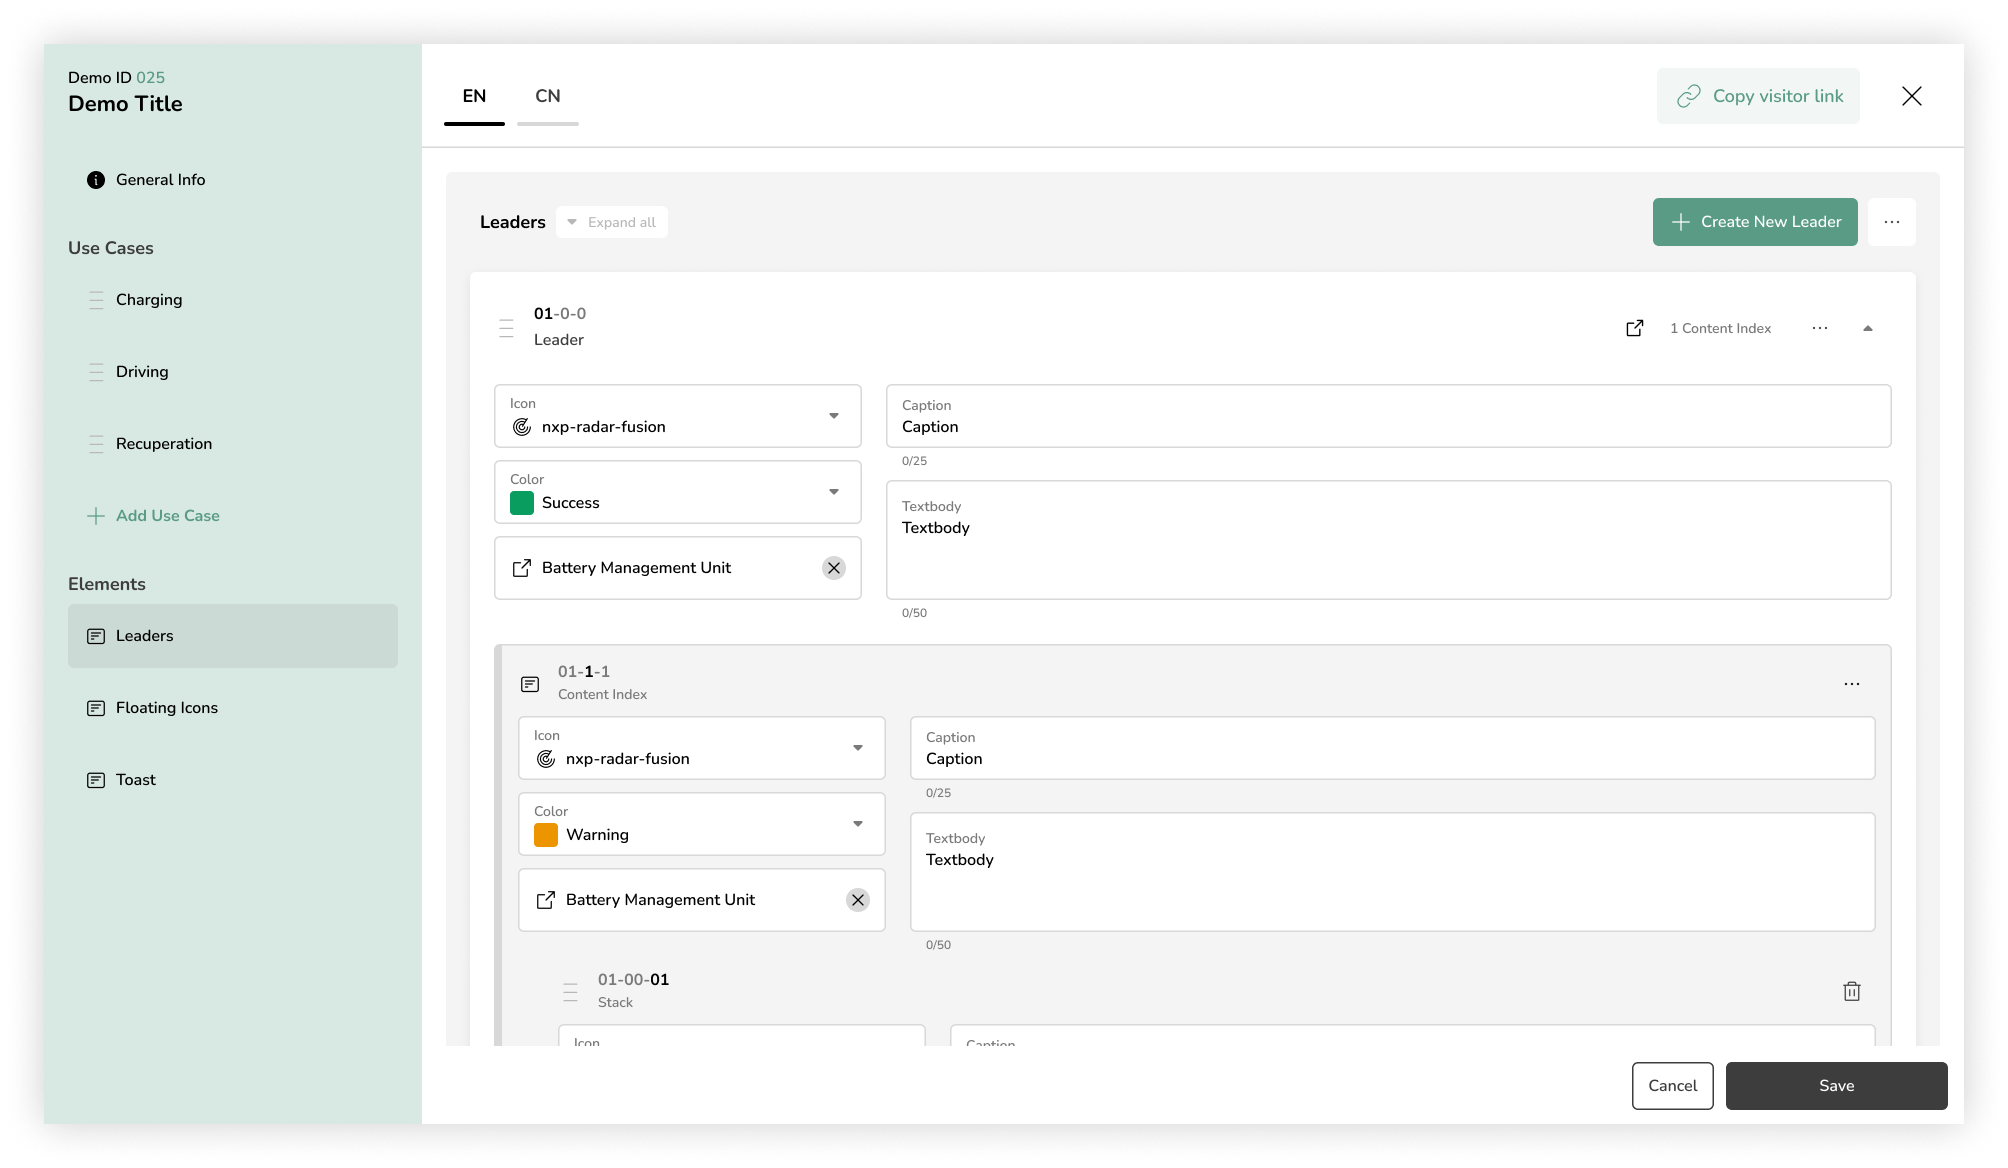 Demo ID 025
Demo Title
General Info
Use Cases
Charging
Driving
Recuperation
Add Use Case
Elements
Leaders
Floating Icons
Toast
EN
CN
Copy visitor link
Leaders
Expand all
Create New Leader
01-0-0
Leader
1 Content Index
Icon
nxp-radar-fusion
Color
Success
Battery Management Unit
Caption
Caption
0/25
Textbody
Textbody
0/50
01-1-1
Content Index
Icon
nxp-radar-fusion
Color
Warning
Battery Management Unit
Caption
Caption
0/25
Textbody
Textbody
0/50
01-00-01
Stack
Icon
Caption
Cancel
Save